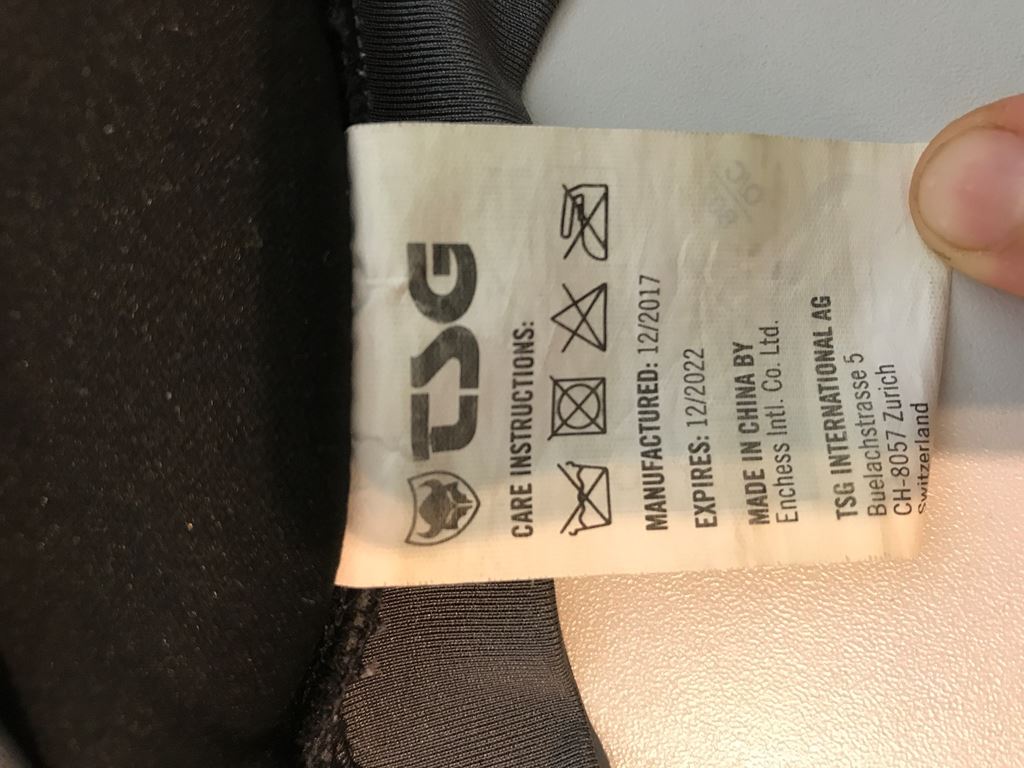 TSG
CARE INSTRUCTIONS:
MANUFACTURED: 12/2017
EXPIRES: 12/2022
MADE IN CHINA BY
Enchess Intl. Co. Ltd.
TSG INTERNATIONAL AG
Buelachstrasse 5
CH-8057 Zurich
Switzerland